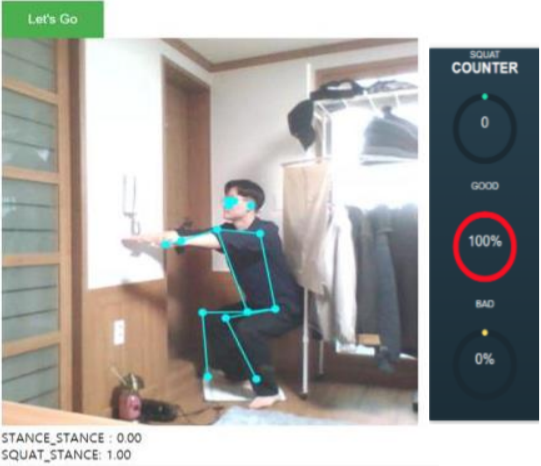 Let's Go
SQUAT
COUNTER
0
GOOD
100%
BAD
0%
STANCE_STANCE : 0.00
SQUAT_STANCE: 1.00